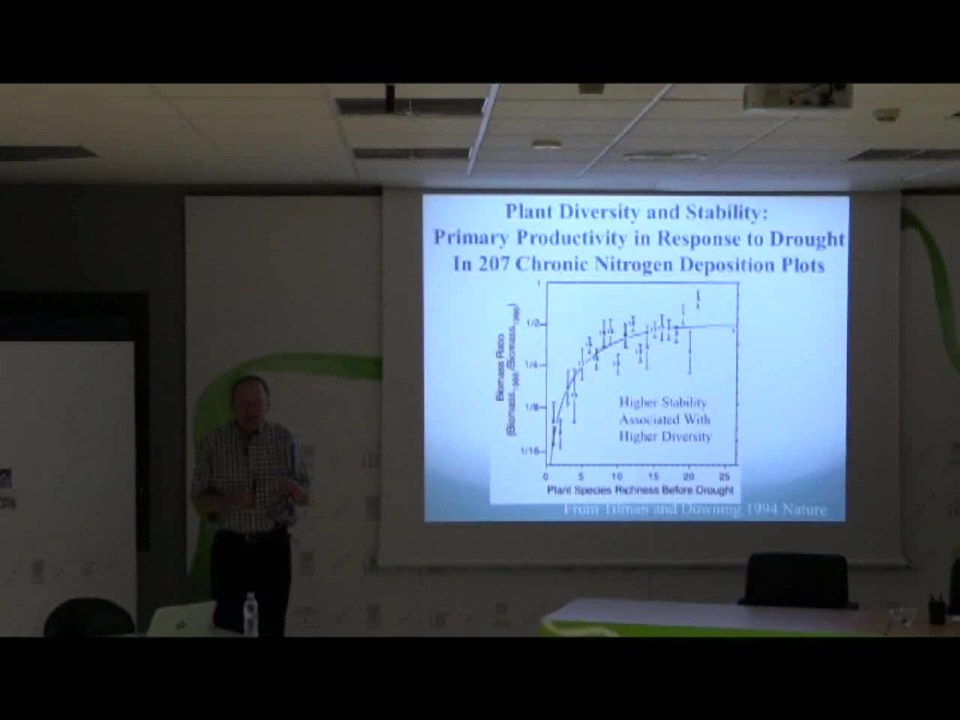 Plant Diversity and Stability:
Primary Productivity in Response to Drought
In 207 Chronic Nitrogen Deposition Plots
1
1/2
1/4
1/8
1/16
Biomass Ratio
Higher Stability
Associated With
Higher Diversity
0 5 10 15 20 25
Plant Species Richness Before Drought
From Tilman and Downing 1994 Nature